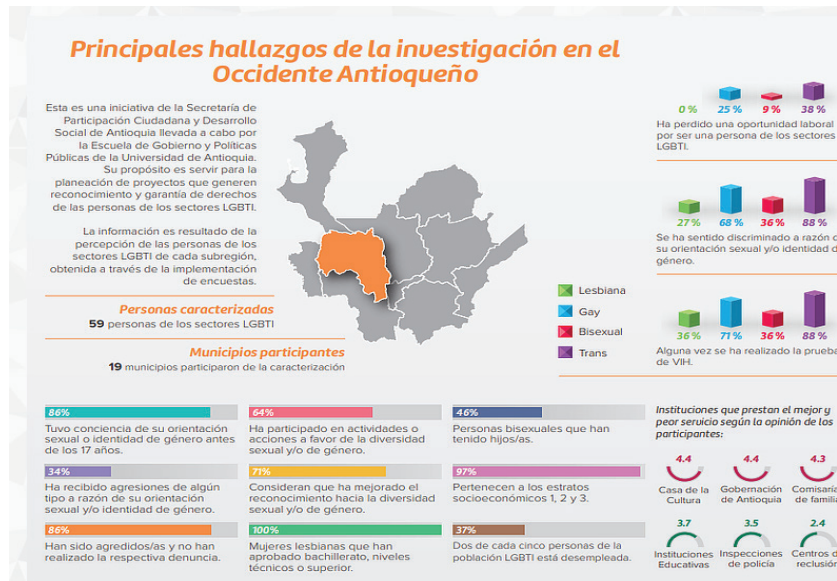 Principales hallazgos de la investigación en el
Occidente Antioqueño
Esta es una iniciativa de la Secretaría de
Participación Ciudadana y Desarrollo
Social de Antioquia llevada a cabo por
la Escuela de Gobierno y Políticas
Públicas de la Universidad de Antioquia.
Su propósito es servir para la
planeación de proyectos que generen
reconocimiento y garantía de derechos
de las personas de los sectores LGBTI.
La información es resultado de la
percepción de las personas de los
sectores LGBTI de cada subregión,
obtenida a través de la implementación
de encuestas.
Personas caracterizadas
59 personas de los sectores LGBTI
Municipios participantes
19 municipios participaron de la caracterización
Lesbiana
Gay
Bisexual
Trans
0 % 25 % 9 % 38 %
Ha perdido una oportunidad laboral
por ser una persona de los sectores
LGBTI.
27 % 68 % 36 % 88 %
Se ha sentido discriminado a razón
su orientación sexual y/o identidad
género.
36 % 71 % 36 % 88 %
Alguna vez se ha realizado la prueba
de VIH.
86%
Tuvo conciencia de su orientación
sexual o identidad de género antes
de los 17 años.
64%
Ha participado en actividades o
acciones a favor de la diversidad
sexual y/o de género.
46%
Personas bisexuales que han
tenido hijos/as.
34%
Ha recibido agresiones de algún
tipo a razón de su orientación
sexual y/o identidad de género.
71%
Consideran que ha mejorado el
reconocimiento hacia la diversidad
sexual y/o de género.
97%
Pertenecen a los estratos
socioeconómicos 1, 2 y 3.
86%
Han sido agredidos/as y no han
realizado la respectiva denuncia.
100%
Mujeres lesbianas que han
aprobado bachillerato, niveles
técnicos o superior.
37%
Dos de cada cinco personas de la
población LGBTI está desempleada.
Instituciones que prestan el mejor y
peor servicio según la opinión de los
participantes:
4.4 4.4 4.3
Casa de la Gobernación
Cultura de Antioquia de
3.7 3.5 2.4
Instituciones Inspecciones Centros
Educativas de policía